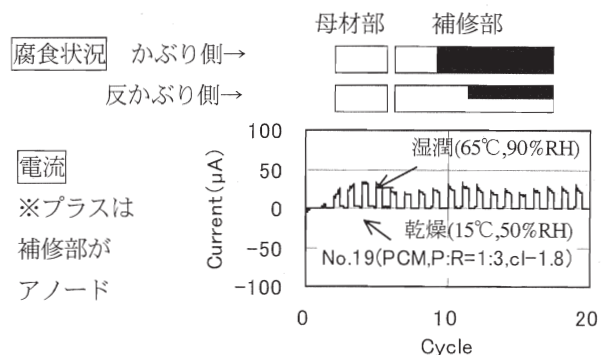 母材部 補修部
腐食状況 かぶり側→
反かぶり側→
電流
※プラスは
補修部が
アノード
Current(μA)
100
50
0
-50
-100
湿潤(65℃,90%RH)
乾燥(15℃,50%RH)
No.19(PCM,P:R=1:3,cl-1.8)
0 10 20
Cycle